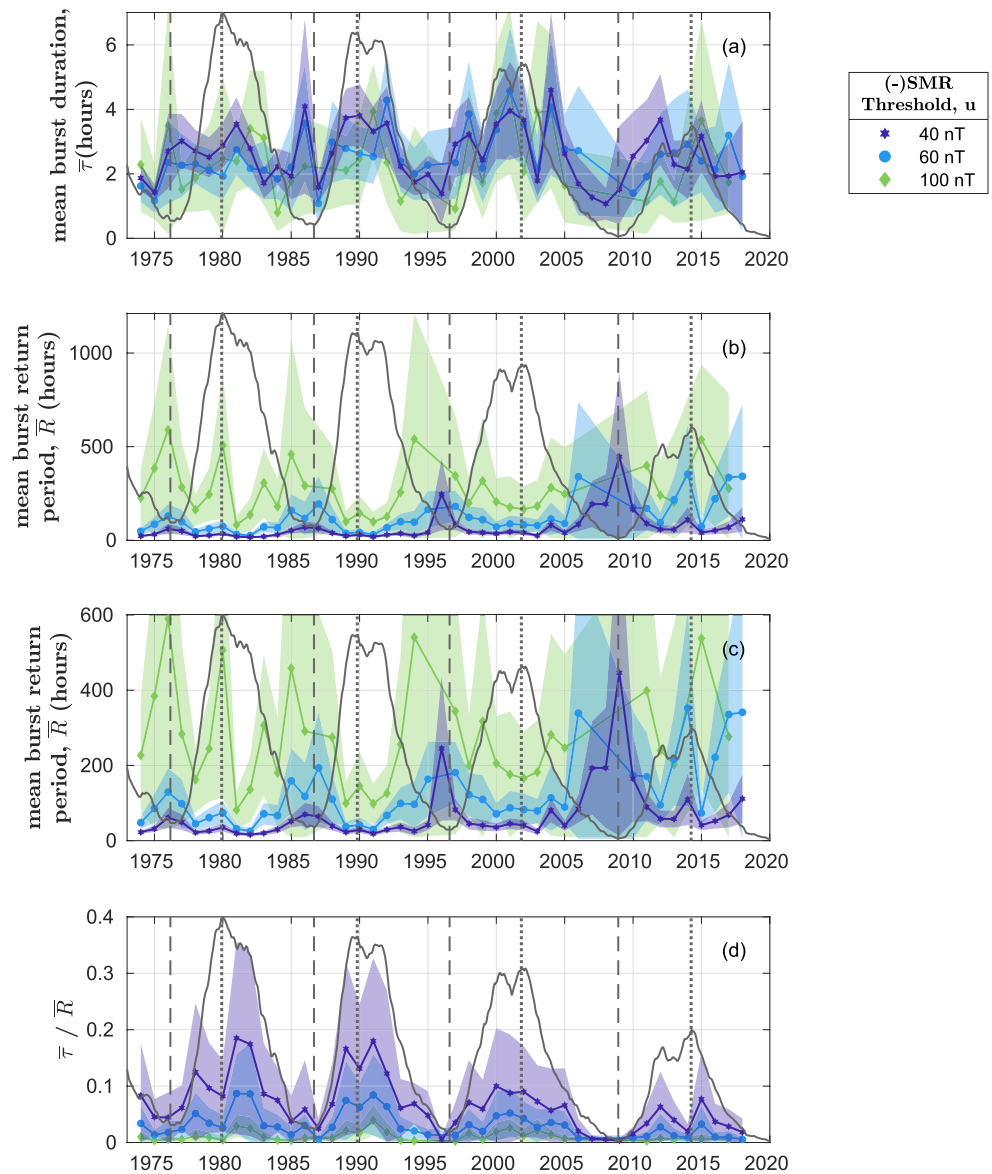 mean burst duration,
τ̅(hours)
0
2
4
6
(a)
1975 1980 1985 1990 1995 2000 2005 2010 2015 2020
(-)SMR
Threshold, u
40 nT
60 nT
100 nT
mean burst return
period, R̅ (hours)
0
500
1000
(b)
1975 1980 1985 1990 1995 2000 2005 2010 2015 2020
mean burst return
period, R̅ (hours)
0
200
400
600
(c)
1975 1980 1985 1990 1995 2000 2005 2010 2015 2020
τ̅ / R̅
0
0.1
0.2
0.3
0.4
(d)
1975 1980 1985 1990 1995 2000 2005 2010 2015 2020